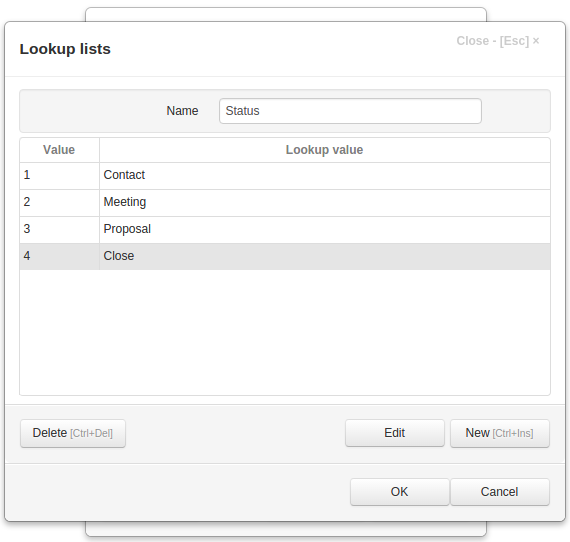 Lookup lists
Close - [Esc] ×
Name Status
Value Lookup value
1 Contact
2 Meeting
3 Proposal
4 Close
Delete [Ctrl+Del] Edit New [Ctrl+Ins]
OK Cancel